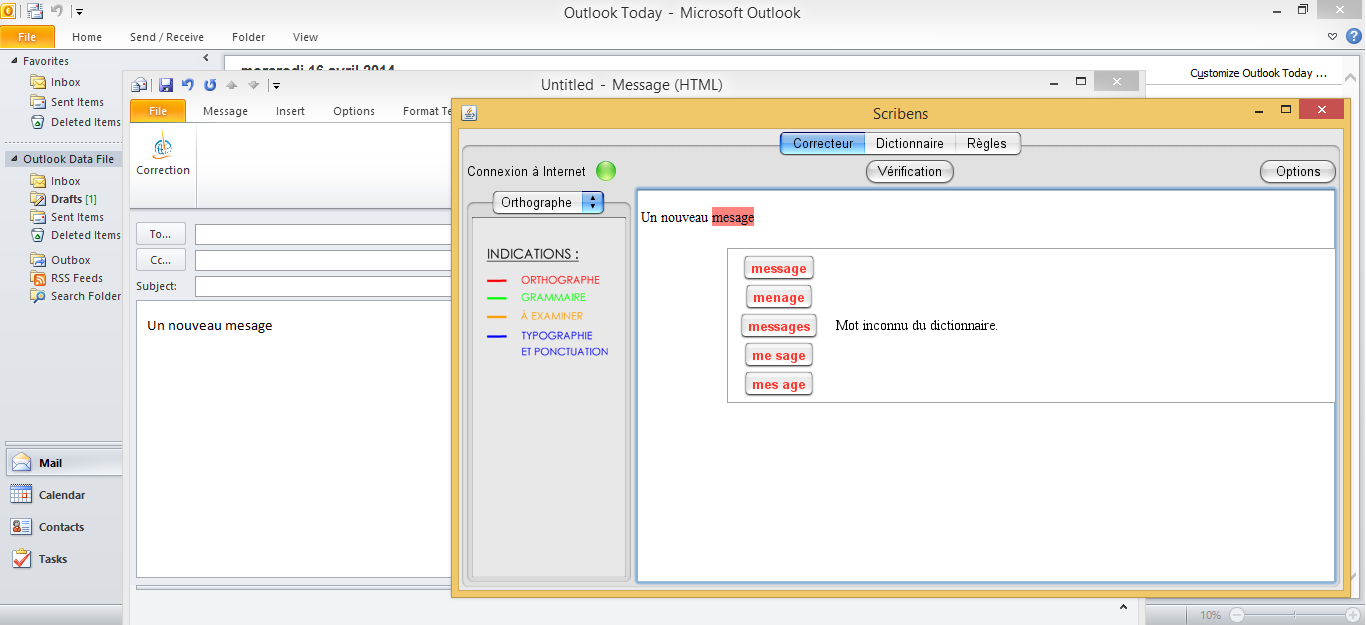 Outlook Today - Microsoft Outlook
File Home Send / Receive Folder View
Favorites
Inbox
Sent Items
Deleted Items
Outlook Data File
Inbox
Drafts [1]
Sent Items
Deleted Items
Outbox
RSS Feeds
Search Folder
Mail
Calendar
Contacts
Tasks
mercredi 16 avril 2014
Customize Outlook Today ...
Untitled - Message (HTML)
File Message Insert Options Format Te
Correction
To...
Cc...
Subject:
Un nouveau mesage
Scribens
Correcteur Dictionnaire Règles
Connexion à Internet
Vérification
Options
Orthographe
INDICATIONS :
ORTHOGRAPHE
GRAMMAIRE
À EXAMINER
TYPOGRAPHIE
ET PONCTUATION
Un nouveau mesage
message
menage
messages
me sage
mes age
Mot inconnu du dictionnaire.
10%